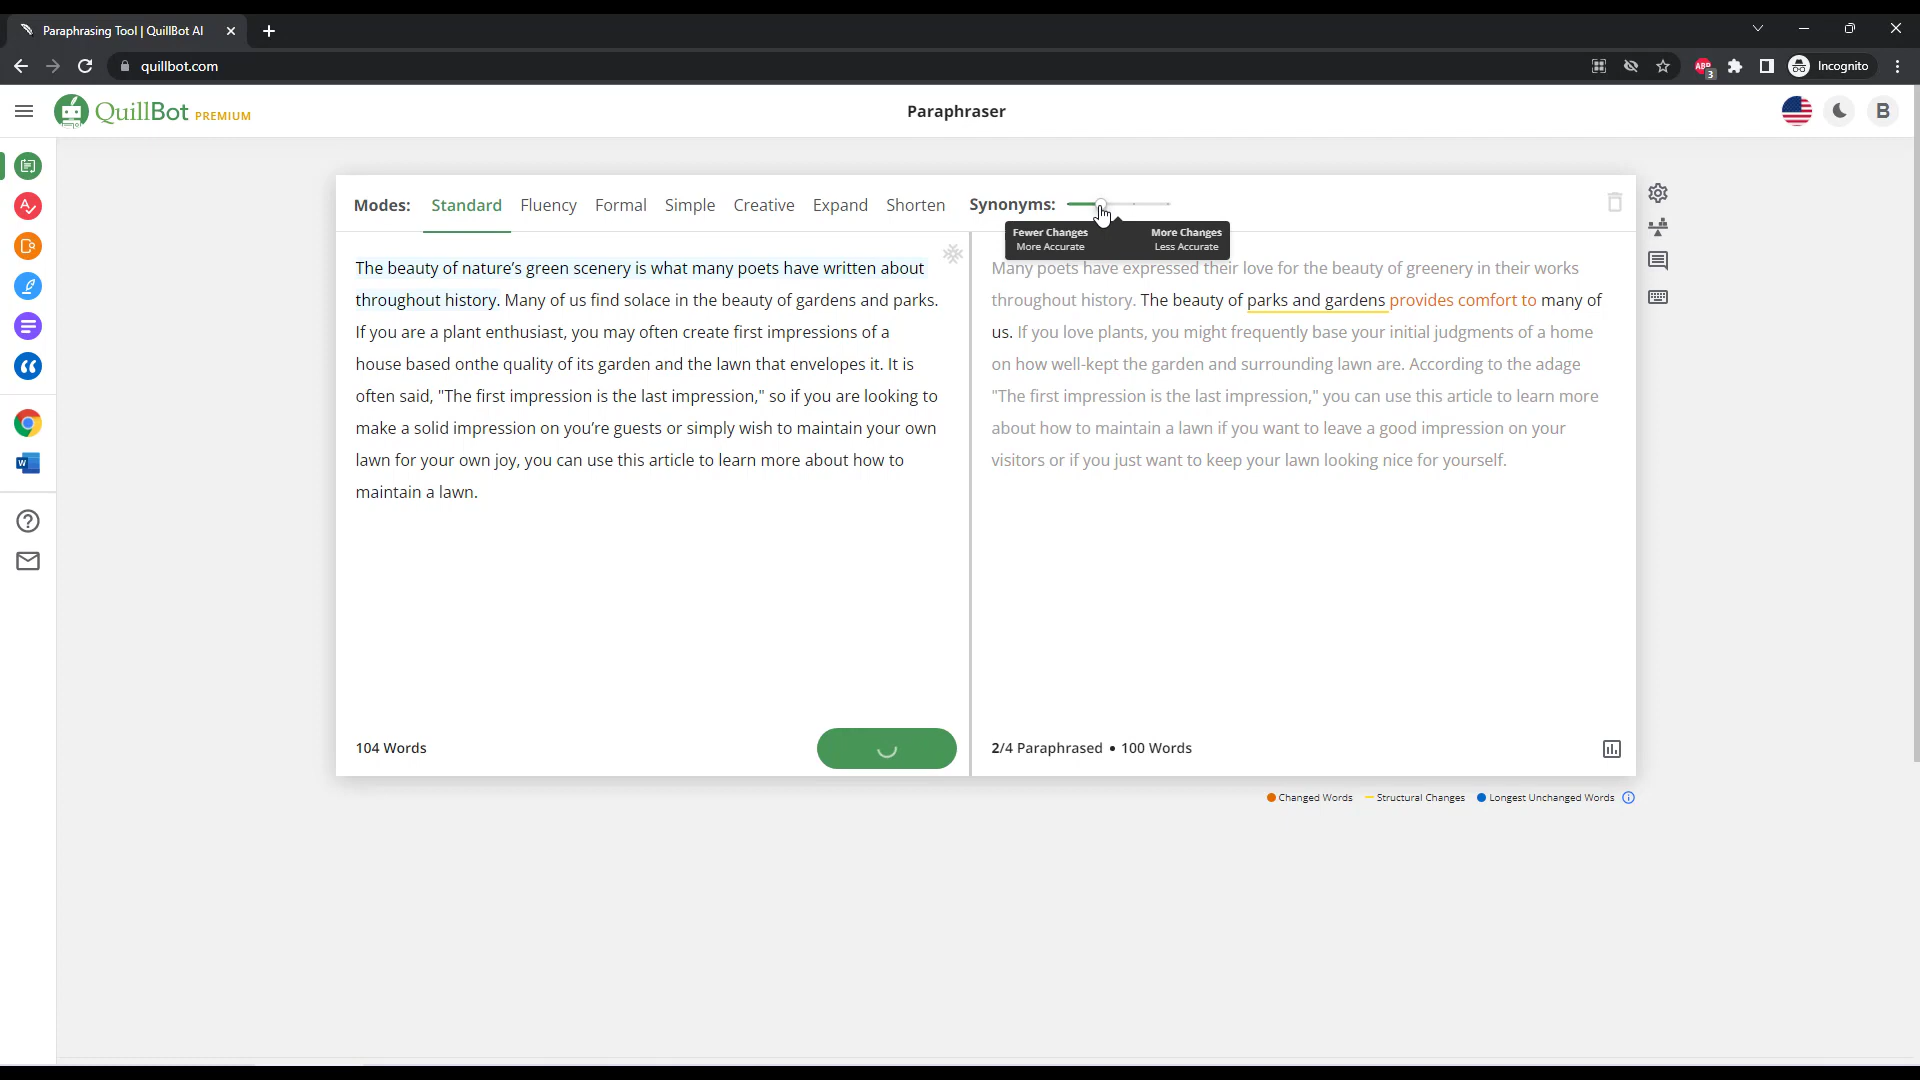 Paraphrasing Tool | QuillBot AI
quillbot.com
ABP
3
Incognito
QuillBot PREMIUM
Paraphraser
B
Modes: Standard Fluency Formal Simple Creative Expand Shorten Synonyms:
Fewer Changes More Changes
More Accurate Less Accurate
The beauty of nature's green scenery is what many poets have written about
throughout history. Many of us find solace in the beauty of gardens and parks.
If you are a plant enthusiast, you may often create first impressions of a
house based onthe quality of its garden and the lawn that envelopes it. It is
often said, "The first impression is the last impression," so if you are looking to
make a solid impression on you're guests or simply wish to maintain your own
lawn for your own joy, you can use this article to learn more about how to
maintain a lawn.
104 Words
Many poets have expressed their love for the beauty of greenery in their works
throughout history. The beauty of parks and gardens provides comfort to many of
us. If you love plants, you might frequently base your initial judgments of a home
on how well-kept the garden and surrounding lawn are. According to the adage
"The first impression is the last impression," you can use this article to learn more
about how to maintain a lawn if you want to leave a good impression on your
visitors or if you just want to keep your lawn looking nice for yourself.
2/4 Paraphrased • 100 Words
Changed Words Structural Changes Longest Unchanged Words